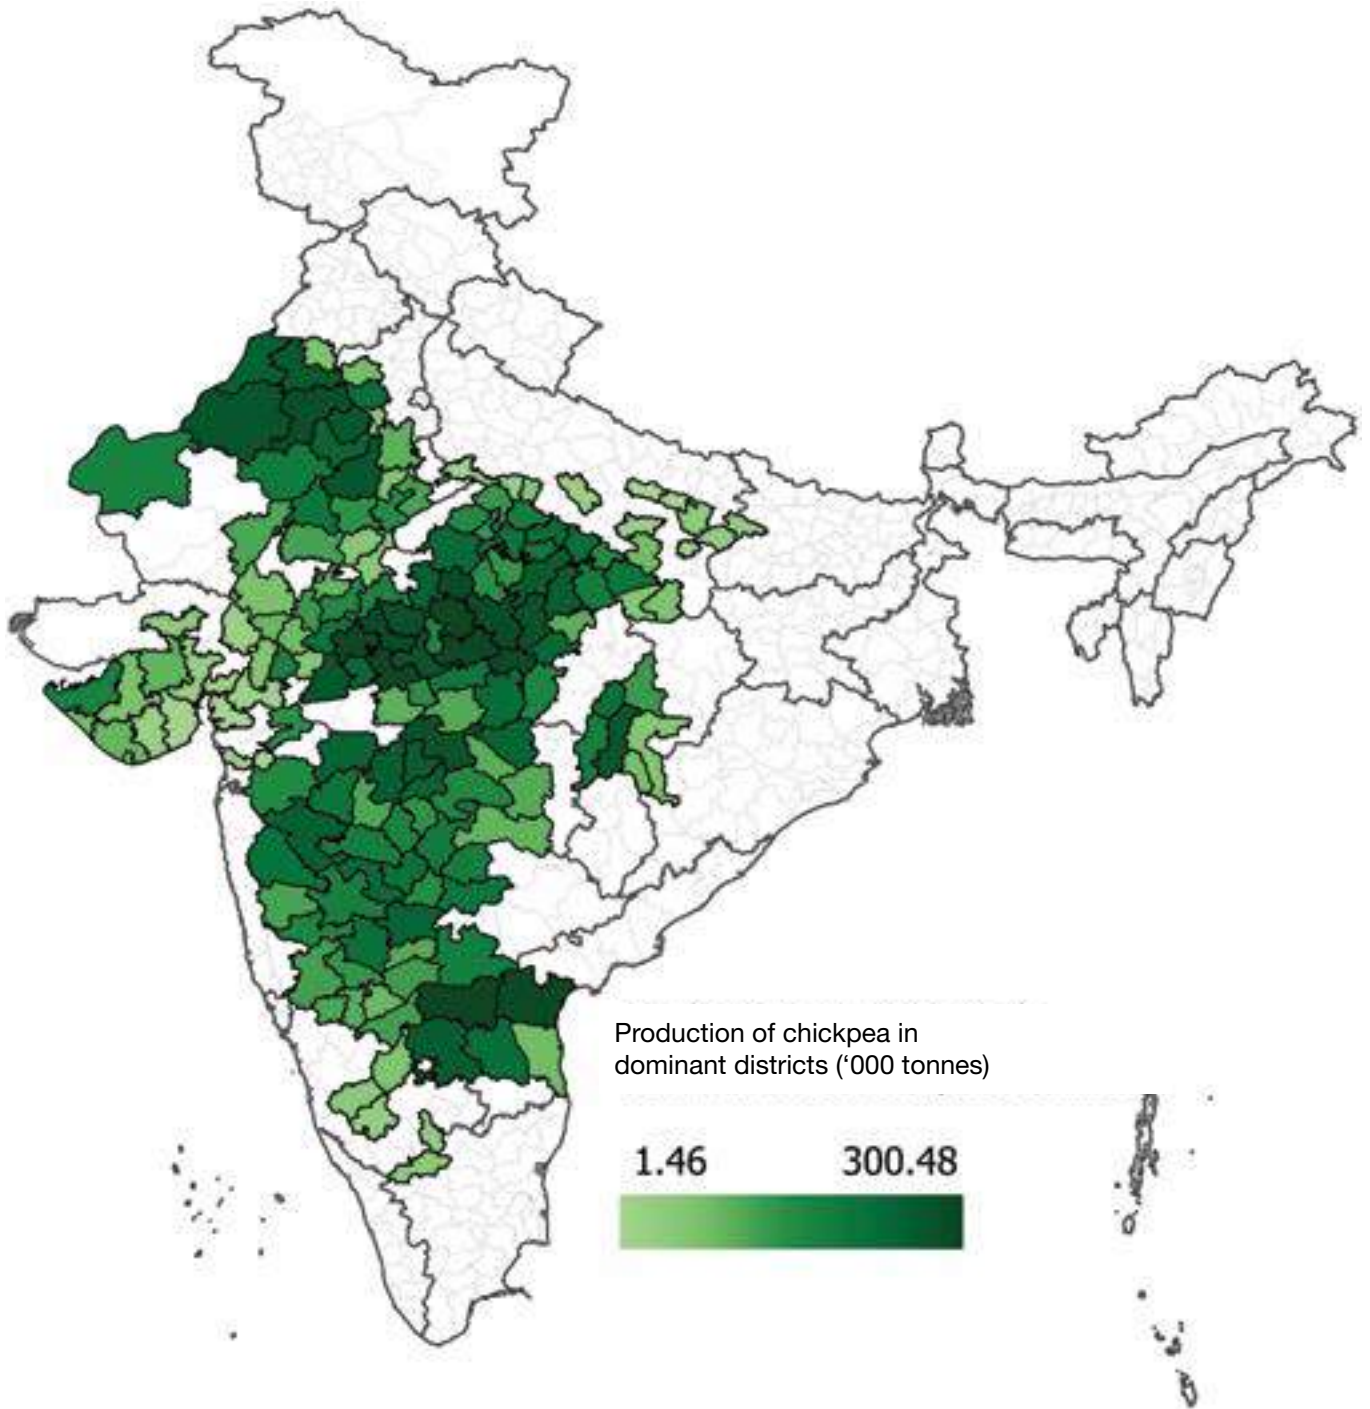 Production of chickpea in
dominant districts (‘000 tonnes)
1.46 300.48